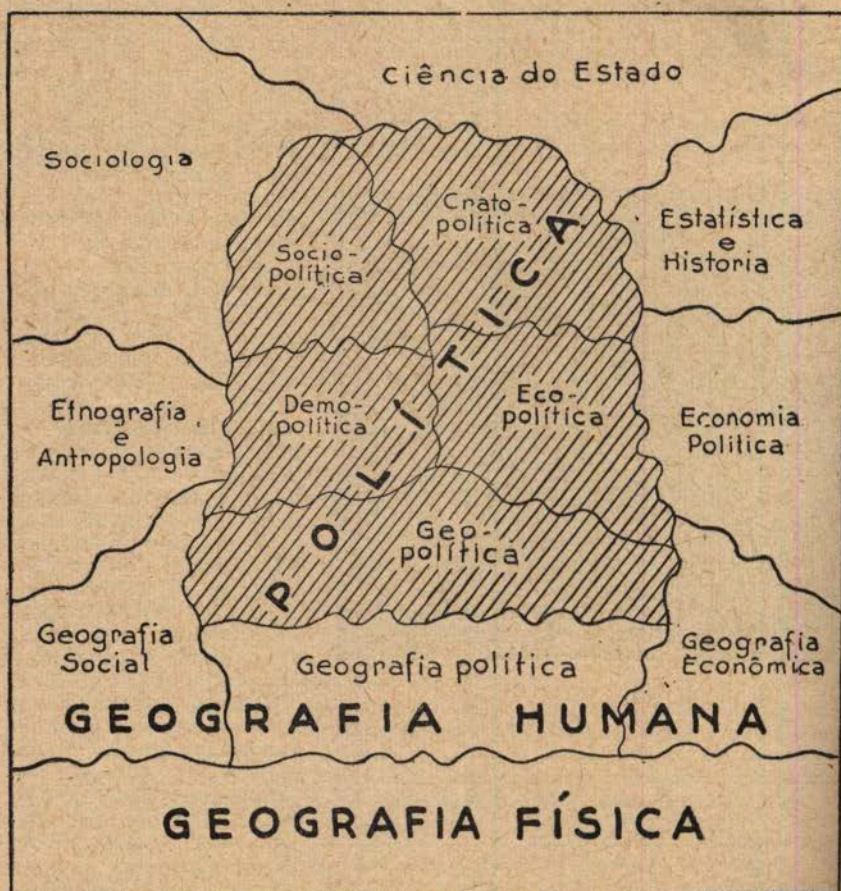 Ciência do Estado
Sociologia
Crato-
política
Estatística
e
Historia
Socio-
política
POLÍTICA
Etnografia
e
Antropologia
Demo-
política
Eco-
política
Economia
Política
Geo-
política
Geografia
Social
Geografia política
Geografia
Econômica
GEOGRAFIA HUMANA
GEOGRAFIA FÍSICA